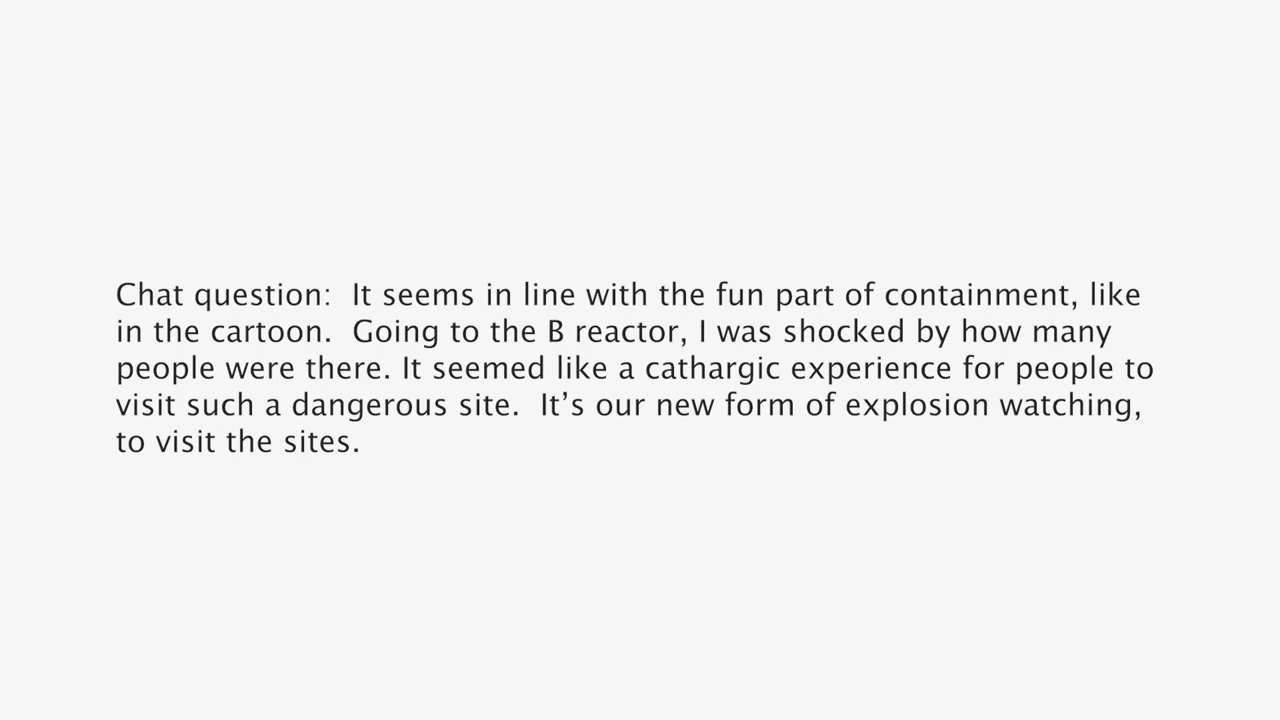 Chat question:  It seems in line with the fun part of containment, like
in the cartoon.  Going to the B reactor, I was shocked by how many
people were there. It seemed like a cathargic experience for people to
visit such a dangerous site.  It’s our new form of explosion watching,
to visit the sites.